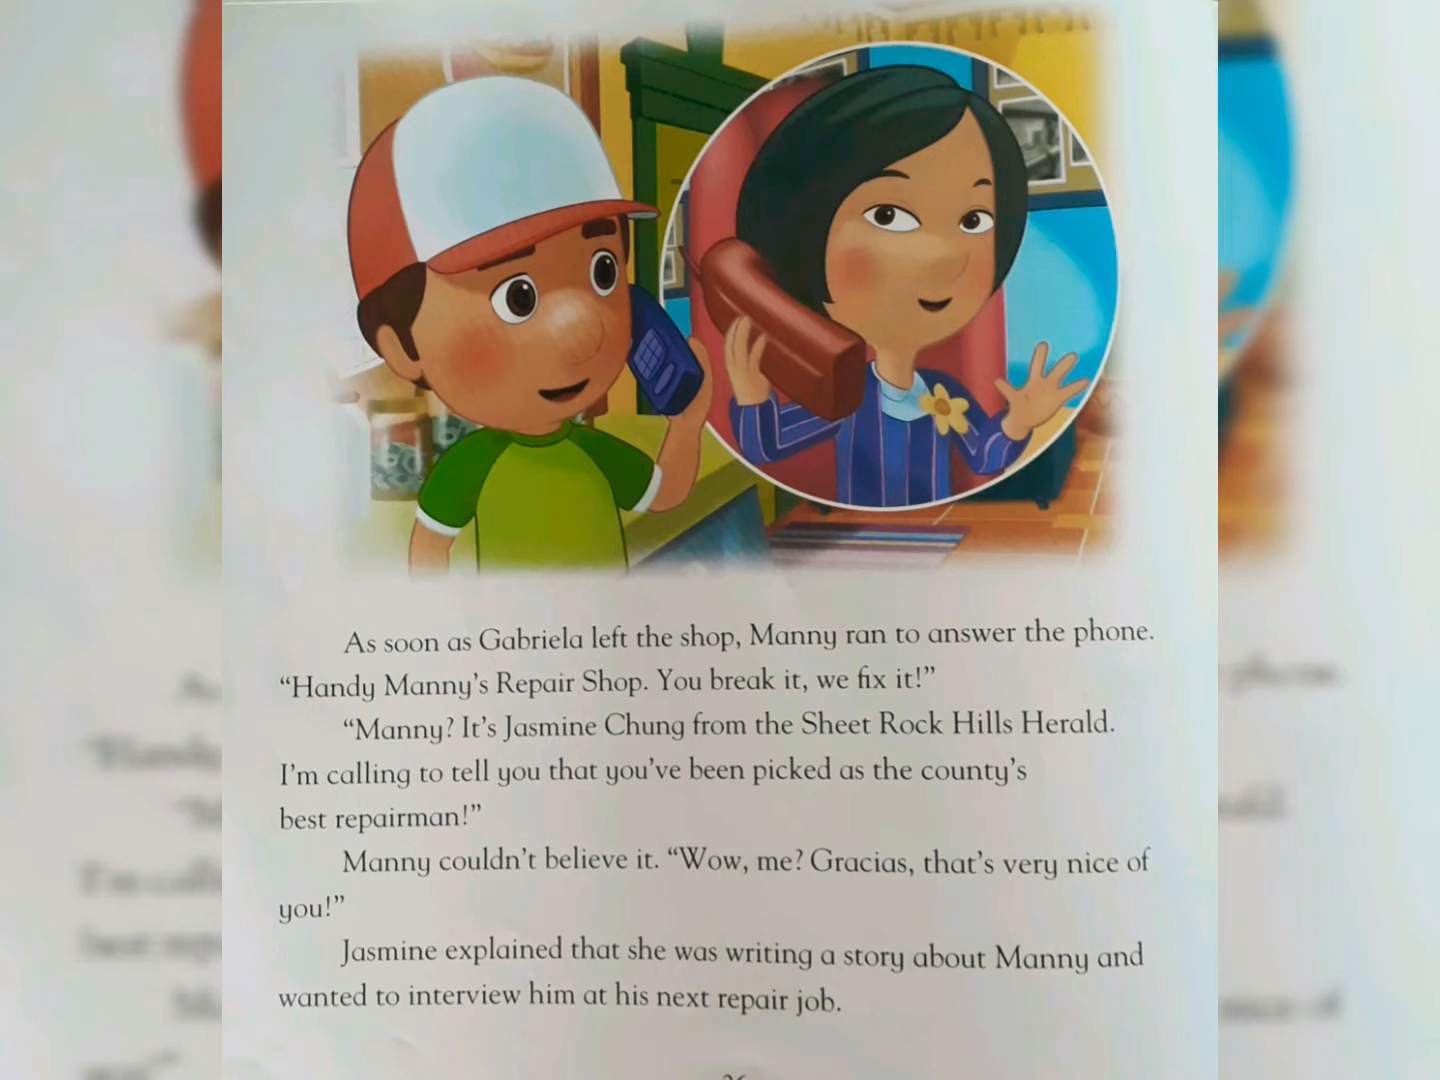 As soon as Gabriela left the shop, Manny ran to answer the phone.
“Handy Manny’s Repair Shop. You break it, we fix it!”
“Manny? It’s Jasmine Chung from the Sheet Rock Hills Herald.
I’m calling to tell you that you’ve been picked as the county’s
best repairman!”
Manny couldn’t believe it. “Wow, me? Gracias, that’s very nice of
you!”
Jasmine explained that she was writing a story about Manny and
wanted to interview him at his next repair job.